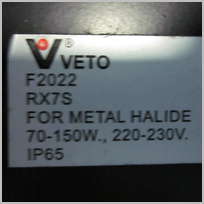 V® VETO
F2022
RX7S
FOR METAL HALIDE
70-150W., 220-230V.
IP65